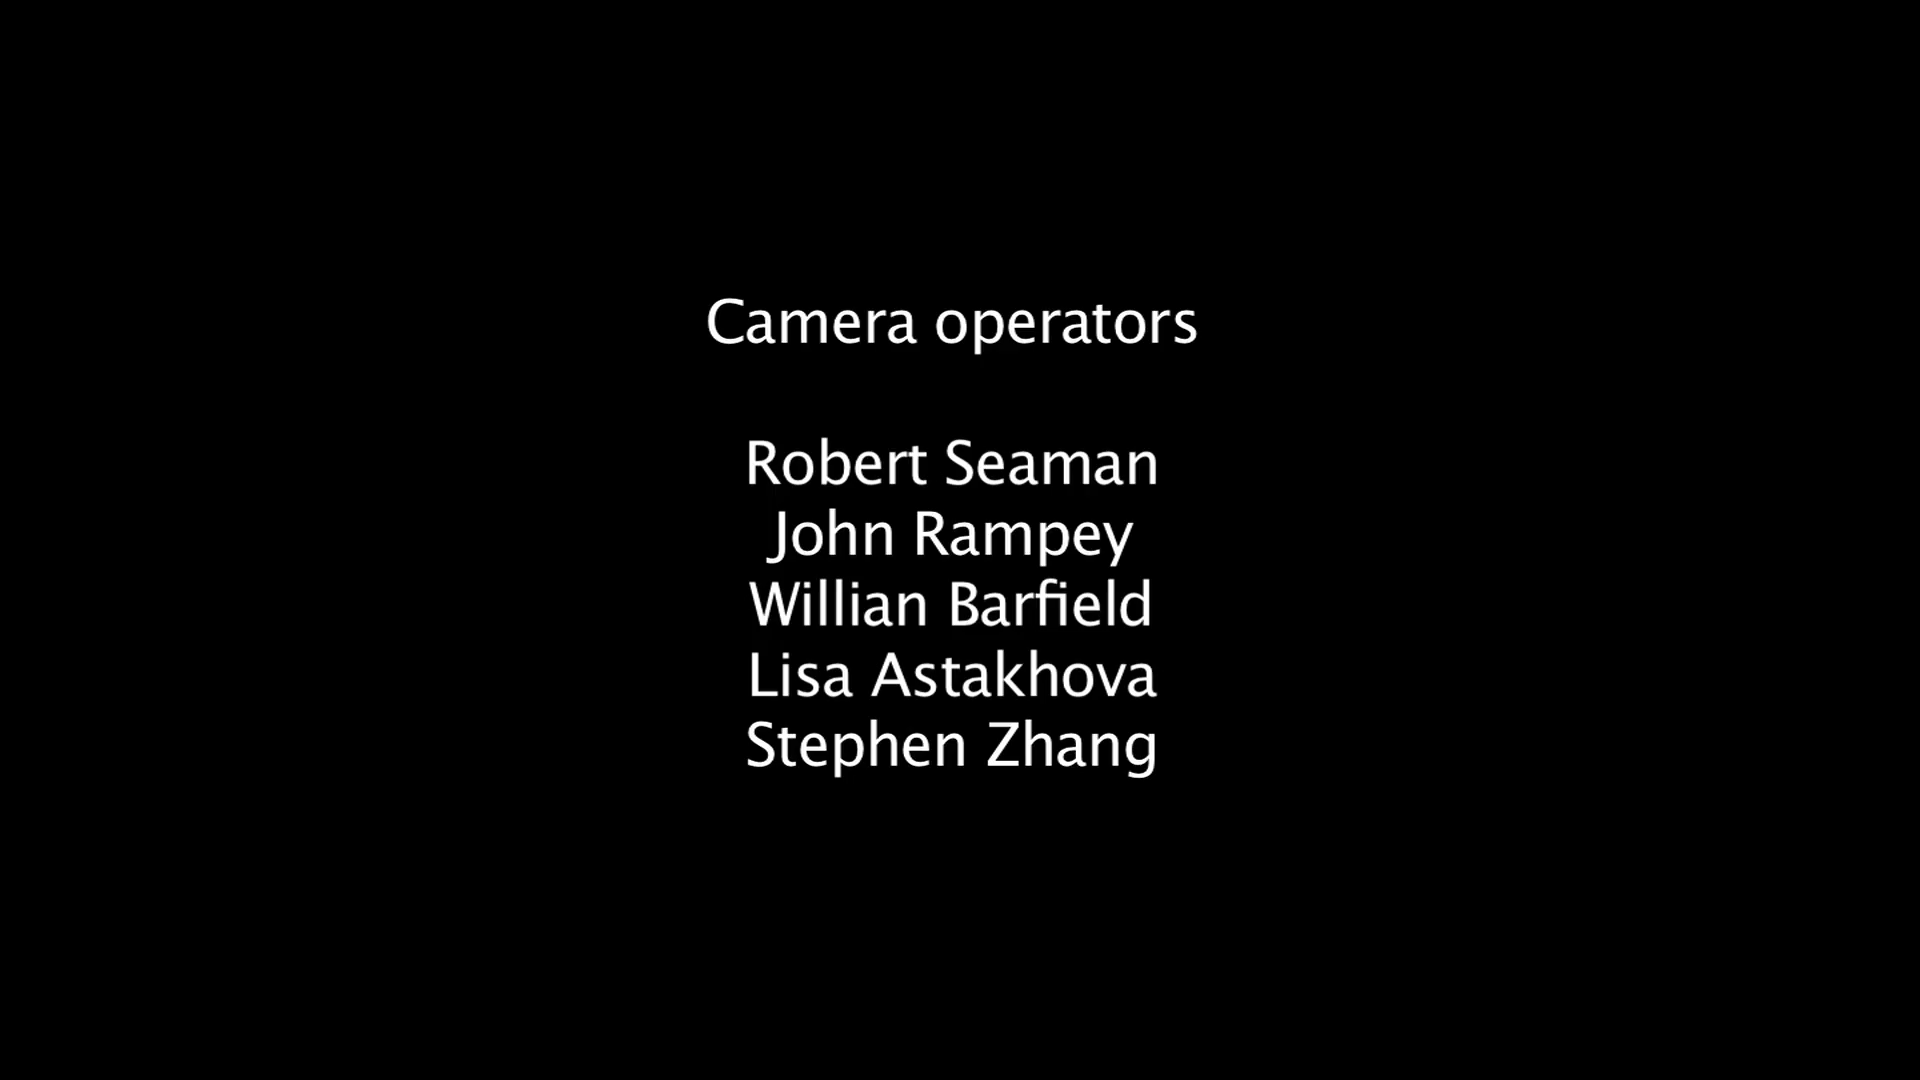 Camera operators
Robert Seaman
John Rampey
Willian Barfield
Lisa Astakhova
Stephen Zhang